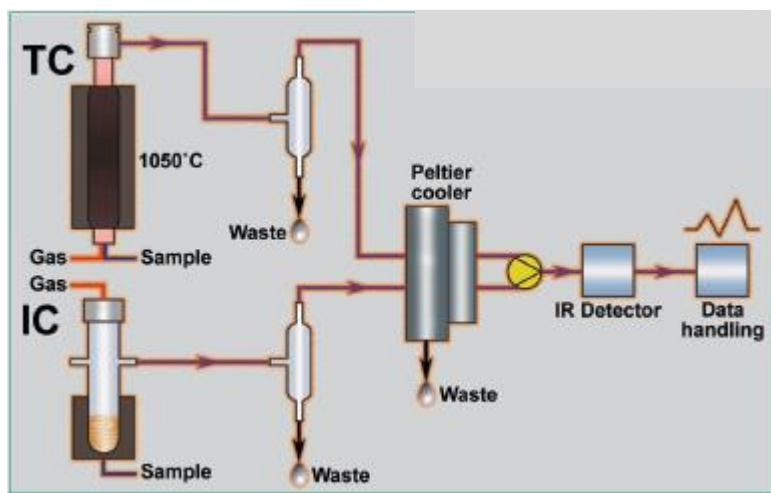 TC
1050°C
Peltier
cooler
Waste
Gas
Sample
Gas
IC
IR Detector
Data
handling
Waste
Sample
Waste